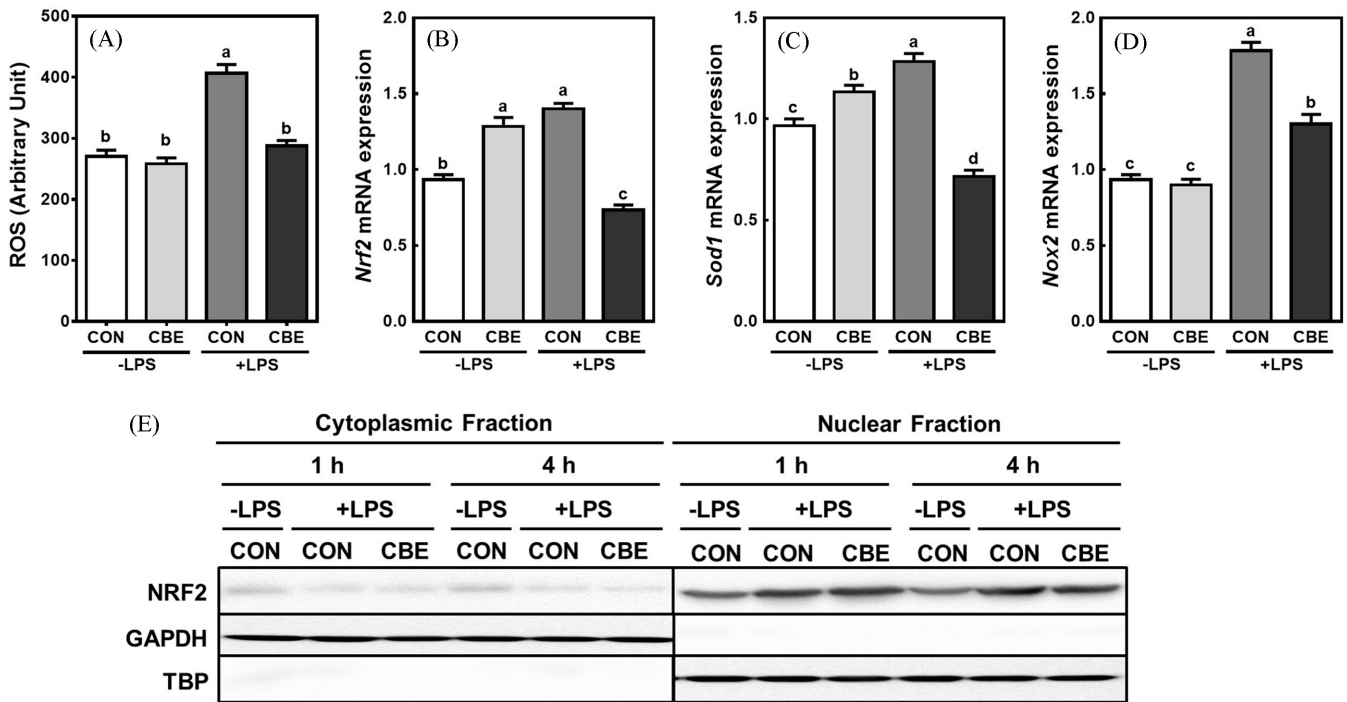 (A)
ROS (Arbitrary Unit)
500
400
300
200
100
0
b
b
a
b
CON
CBE
CON
CBE
-LPS
+LPS
(B)
Nrf2 mRNA expression
2.0
1.5
1.0
0.5
0.0
b
a
a
c
CON
CBE
CON
CBE
-LPS
+LPS
(C)
Sod1 mRNA expression
1.5
1.0
0.5
0.0
c
b
a
d
CON
CBE
CON
CBE
-LPS
+LPS
(D)
Nox2 mRNA expression
2.0
1.5
1.0
0.5
0.0
c
c
a
b
CON
CBE
CON
CBE
-LPS
+LPS
(E)
Cytoplasmic Fraction
Nuclear Fraction
1 h
4 h
1 h
4 h
-LPS
+LPS
-LPS
+LPS
-LPS
+LPS
-LPS
+LPS
CON
CON
CBE
CON
CON
CBE
CON
CON
CBE
CON
CON
CBE
NRF2
GAPDH
TBP